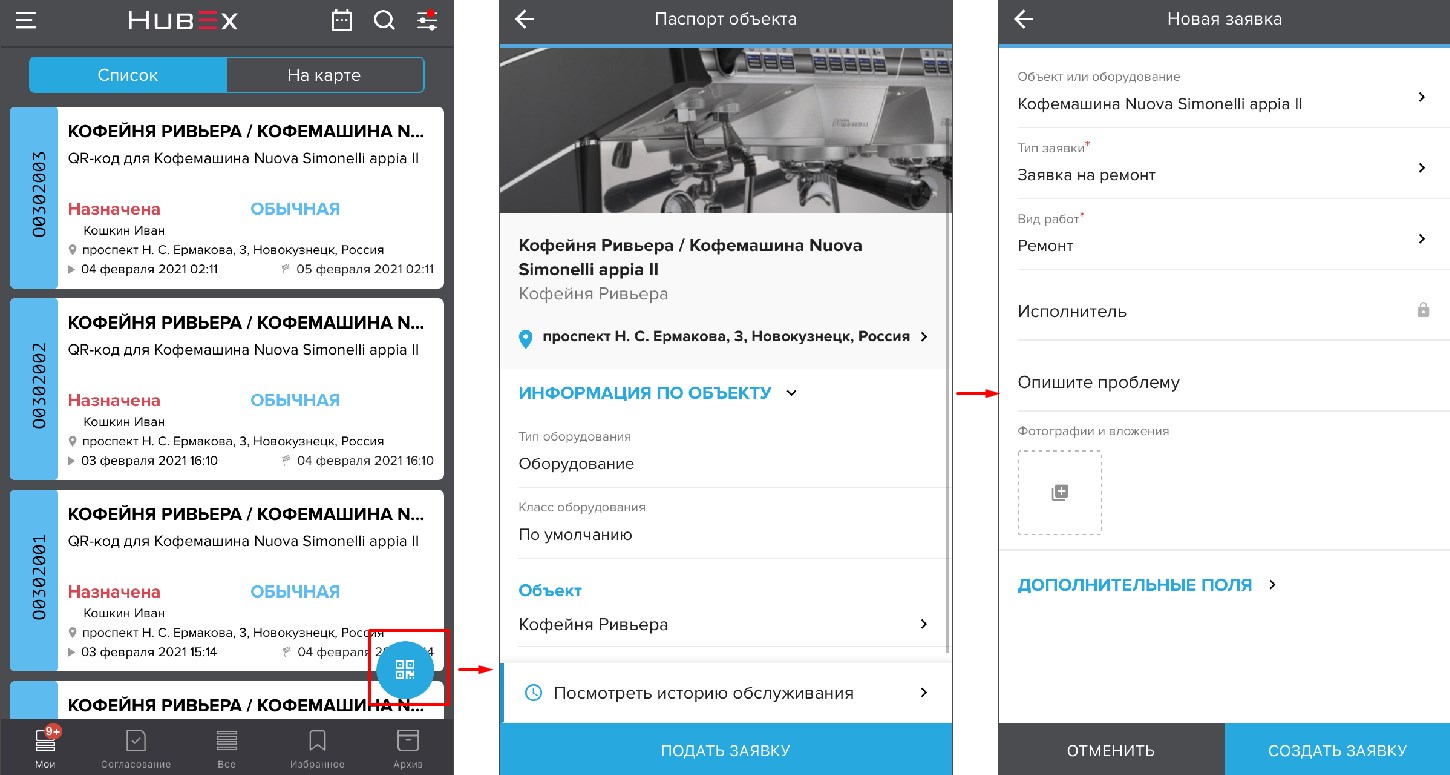 HUBEX
Список
На карте
КОФЕЙНЯ РИВЬЕРА / КОФЕМАШИНА N...
QR-код для Кофемашина Nuova Simonelli appia II
00302003
Назначена
ОБЫЧНАЯ
Кошкин Иван
проспект Н. С. Ермакова, 3, Новокузнецк, Россия
04 февраля 2021 02:11
05 февраля 2021 02:11
КОФЕЙНЯ РИВЬЕРА / КОФЕМАШИНА N...
QR-код для Кофемашина Nuova Simonelli appia II
00302002
Назначена
ОБЫЧНАЯ
Кошкин Иван
проспект Н. С. Ермакова, 3, Новокузнецк, Россия
03 февраля 2021 16:10
04 февраля 2021 16:10
КОФЕЙНЯ РИВЬЕРА / КОФЕМАШИНА N...
QR-код для Кофемашина Nuova Simonelli appia II
00302001
Назначена
ОБЫЧНАЯ
Кошкин Иван
проспект Н. С. Ермакова, 3, Новокузнецк, Россия
03 февраля 2021 15:14
04 февраля
КОФЕЙНЯ РИВЬЕРА / КОФЕМАШИНА N...
9+
Мои
Согласование
Все
Избранное
Архив
Паспорт объекта
Кофейня Ривьера / Кофемашина Nuova
Simonelli appia II
Кофейня Ривьера
проспект Н. С. Ермакова, 3, Новокузнецк, Россия
ИНФОРМАЦИЯ ПО ОБЪЕКТУ
Тип оборудования
Оборудование
Класс оборудования
По умолчанию
Объект
Кофейня Ривьера
Посмотреть историю обслуживания
ПОДАТЬ ЗАЯВКУ
Новая заявка
Объект или оборудование
Кофемашина Nuova Simonelli appia II
Тип заявки*
Заявка на ремонт
Вид работ*
Ремонт
Исполнитель
Опишите проблему
Фотографии и вложения
ДОПОЛНИТЕЛЬНЫЕ ПОЛЯ
ОТМЕНИТЬ
СОЗДАТЬ ЗАЯВКУ